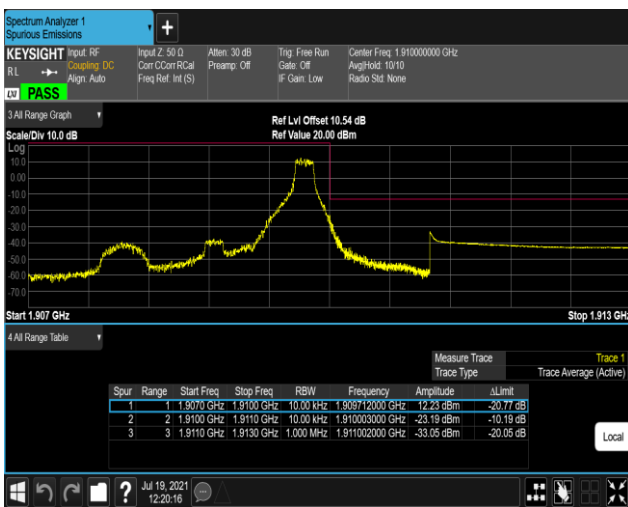 Spectrum Analyzer 1
Spurious Emissions
+
KEYSIGHT Input: RF Input Z: 50 Ω Atten: 30 dB Trig: Free Run Center Freq: 1.910000000 GHz
Coupling: DC Corr CCorr RCal Preamp: Off Gate: Off Avg|Hold: 10/10
RL Align: Auto Freq Ref: Int (S) IF Gain: Low Radio Std: None
LXI PASS
3 All Range Graph
Ref Lvl Offset 10.54 dB
Scale/Div 10.0 dB Ref Value 20.00 dBm
Log
10.0
0.00
-10.0
-20.0
-30.0
-40.0
-50.0
-60.0
-70.0
Start 1.907 GHz Stop 1.913 GHz
4 All Range Table
Measure Trace Trace 1
Trace Type Trace Average (Active)
Spur Range Start Freq Stop Freq RBW Frequency Amplitude ΔLimit
1 1 1.9070 GHz 1.9100 GHz 10.00 kHz 1.909712000 GHz 12.23 dBm -20.77 dB
2 2 1.9100 GHz 1.9110 GHz 10.00 kHz 1.910003000 GHz -23.19 dBm -10.19 dB
3 3 1.9110 GHz 1.9130 GHz 1.000 MHz 1.911002000 GHz -33.05 dBm -20.05 dB
Local
? Jul 19, 2021
12:20:16